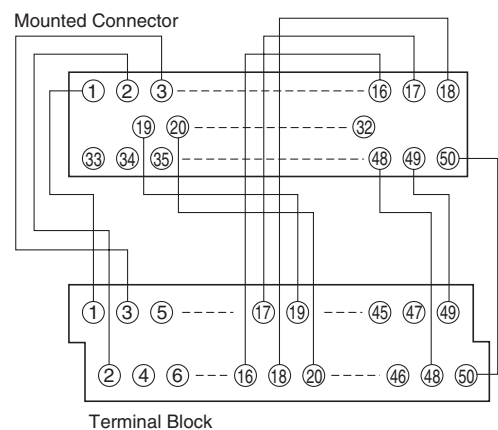 Mounted Connector
① ② ③ ⑯ ⑰ ⑱
⑲ ⑳ ㉜
㉝ ㉞ ㉟ ㊽ ㊾ ㊿
① ③ ⑤ ⑰ ⑲ ㊺ ㊼ ㊾
② ④ ⑥ ⑯ ⑱ ⑳ ㊻ ㊽ ㊿
Terminal Block